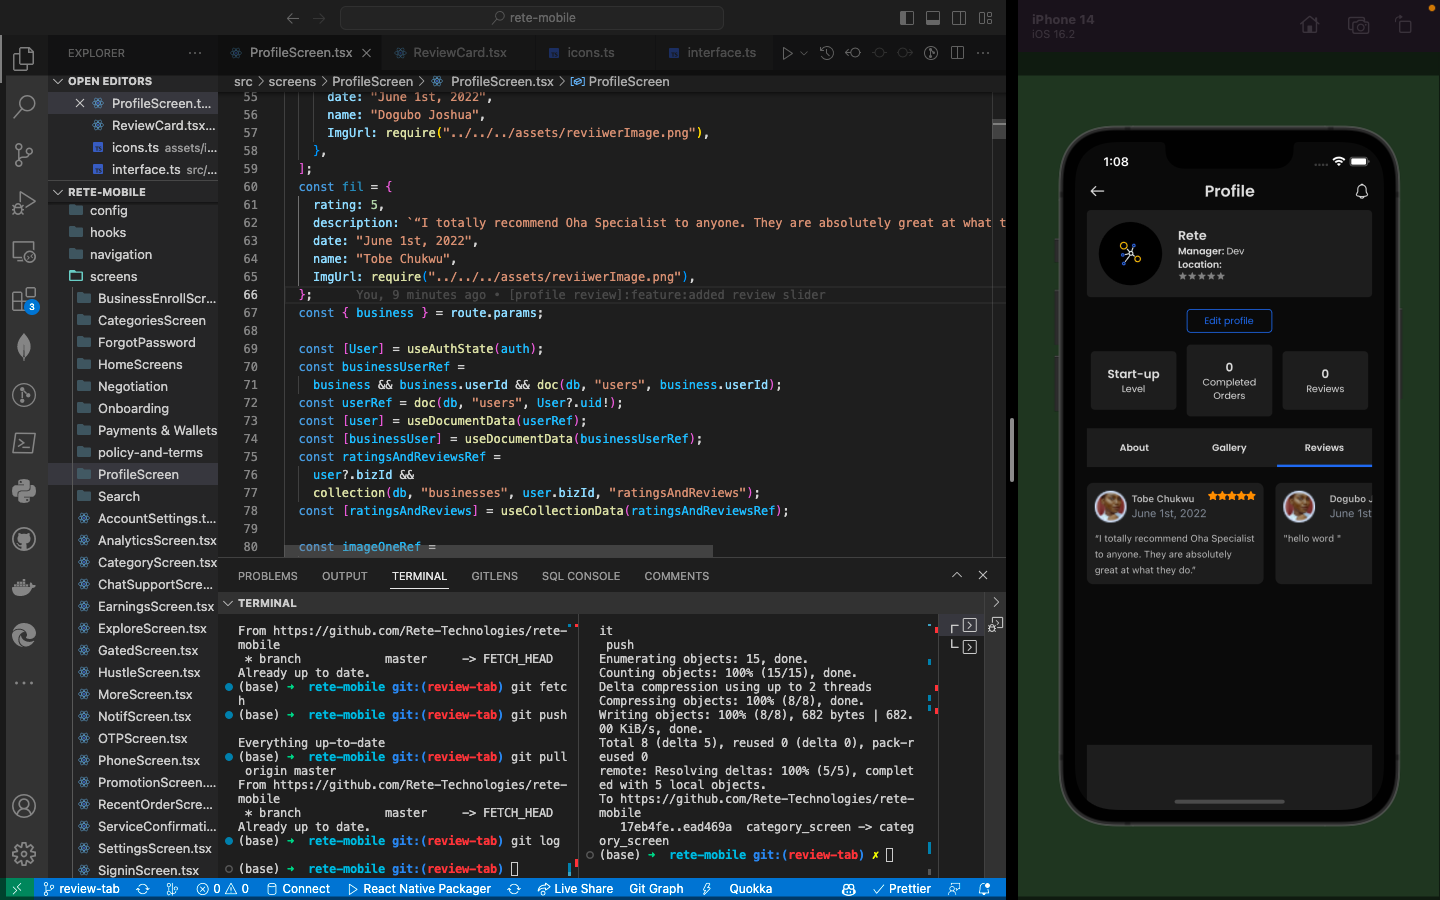 rete-mobile
EXPLORER
OPEN EDITORS
ProfileScreen.t...
ReviewCard.tsx...
icons.ts assets/i...
interface.ts src/...
RETE-MOBILE
config
hooks
navigation
screens
BusinessEnrollScr...
CategoriesScreen
ForgotPassword
HomeScreens
Negotiation
Onboarding
Payments & Wallets
policy-and-terms
ProfileScreen
Search
AccountSettings.t...
AnalyticsScreen.tsx
CategoryScreen.tsx
ChatSupportScre...
EarningsScreen.tsx
ExploreScreen.tsx
GatedScreen.tsx
HustleScreen.tsx
MoreScreen.tsx
NotifScreen.tsx
OTPScreen.tsx
PhoneScreen.tsx
PromotionScreen....
RecentOrderScre...
ServiceConfirmati...
SettingsScreen.tsx
SigninScreen.tsx
3
ProfileScreen.tsx
ReviewCard.tsx
icons.ts
interface.ts
src > screens > ProfileScreen > ProfileScreen.tsx > ProfileScreen
55 date: "June 1st, 2022",
56 name: "Dogubo Joshua",
57 ImgUrl: require("../../../assets/reviiwerImage.png"),
58 },
59 ];
60 const fil = {
61 rating: 5,
62 description: `“I totally recommend Oha Specialist to anyone. They are absolutely great at what t
63 date: "June 1st, 2022",
64 name: "Tobe Chukwu",
65 ImgUrl: require("../../../assets/reviiwerImage.png"),
66 }; You, 9 minutes ago • [profile review]:feature:added review slider
67 const { business } = route.params;
68
69 const [User] = useAuthState(auth);
70 const businessUserRef =
71 business && business.userId && doc(db, "users", business.userId);
72 const userRef = doc(db, "users", User?.uid!);
73 const [user] = useDocumentData(userRef);
74 const [businessUser] = useDocumentData(businessUserRef);
75 const ratingsAndReviewsRef =
76 user?.bizId &&
77 collection(db, "businesses", user.bizId, "ratingsAndReviews");
78 const [ratingsAndReviews] = useCollectionData(ratingsAndReviewsRef);
79
80 const imageOneRef =
PROBLEMS OUTPUT TERMINAL GITLENS SQL CONSOLE COMMENTS
TERMINAL
From https://github.com/Rete-Technologies/rete-
mobile
* branch master -> FETCH_HEAD
Already up to date.
(base) ➜ rete-mobile git:(review-tab) git fetc
h
(base) ➜ rete-mobile git:(review-tab) git push
Everything up-to-date
(base) ➜ rete-mobile git:(review-tab) git pull
origin master
From https://github.com/Rete-Technologies/rete-
mobile
* branch master -> FETCH_HEAD
Already up to date.
(base) ➜ rete-mobile git:(review-tab) git log
(base) ➜ rete-mobile git:(review-tab)
it
push
Enumerating objects: 15, done.
Counting objects: 100% (15/15), done.
Delta compression using up to 2 threads
Compressing objects: 100% (8/8), done.
Writing objects: 100% (8/8), 682 bytes | 682.
00 KiB/s, done.
Total 8 (delta 5), reused 0 (delta 0), pack-r
eused 0
remote: Resolving deltas: 100% (5/5), complet
ed with 5 local objects.
To https://github.com/Rete-Technologies/rete-
mobile
17eb4fe..ead469a category_screen -> categ
ory_screen
(base) ➜ rete-mobile git:(review-tab) ✗
review-tab 0 0 Connect React Native Packager Live Share Git Graph Quokka Prettier
iPhone 14
iOS 16.2
1:08
Profile
Rete
Manager: Dev
Location:
Edit profile
Start-up
Level
0
Completed
Orders
0
Reviews
About Gallery Reviews
Tobe Chukwu
June 1st, 2022
“I totally recommend Oha Specialist
to anyone. They are absolutely
great at what they do.”
Dogubo J
June 1st
"hello word "